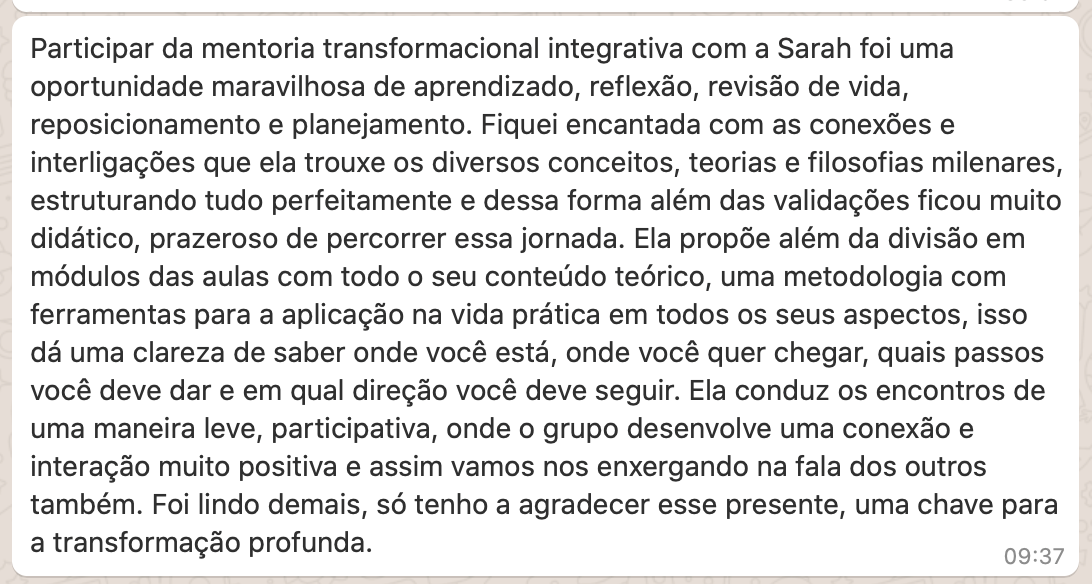 Participar da mentoria transformacional integrativa com a Sarah foi uma
oportunidade maravilhosa de aprendizado, reflexão, revisão de vida,
reposicionamento e planejamento. Fiquei encantada com as conexões e
interligações que ela trouxe os diversos conceitos, teorias e filosofias milenares,
estruturando tudo perfeitamente e dessa forma além das validações ficou muito
didático, prazeroso de percorrer essa jornada. Ela propõe além da divisão em
módulos das aulas com todo o seu conteúdo teórico, uma metodologia com
ferramentas para a aplicação na vida prática em todos os seus aspectos, isso
dá uma clareza de saber onde você está, onde você quer chegar, quais passos
você deve dar e em qual direção você deve seguir. Ela conduz os encontros de
uma maneira leve, participativa, onde o grupo desenvolve uma conexão e
interação muito positiva e assim vamos nos enxergando na fala dos outros
também. Foi lindo demais, só tenho a agradecer esse presente, uma chave para
a transformação profunda.
09:37